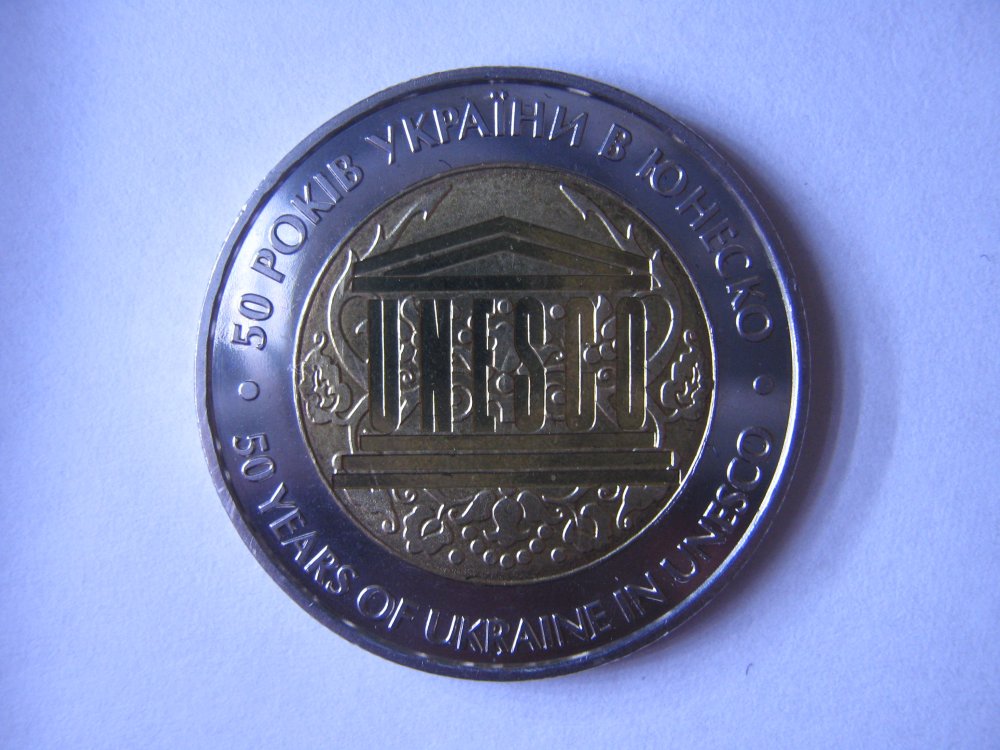 50 РОКІВ УКРАЇНИ В ЮНЕСКО
UNESCO
50 YEARS OF UKRAINE IN UNESCO